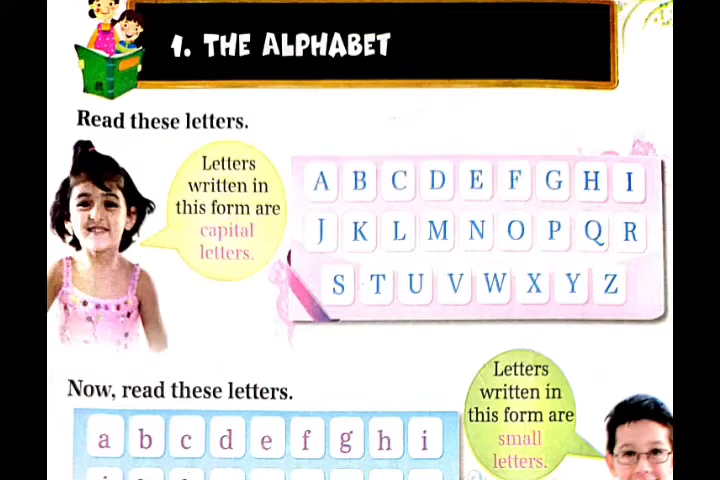 1. THE ALPHABET
Read these letters.
Letters
written in
this form are
capital
letters.
A B C D E F G H I
J K L M N O P Q R
S T U V W X Y Z
Now, read these letters.
Letters
written in
this form are
small
letters.
a b c d e f g h i